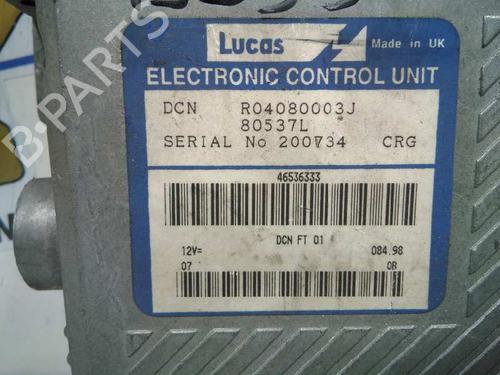 Lucas Made in UK
ELECTRONIC CONTROL UNIT
DCN R04080003J
80537L
SERIAL No 200734 CRG
46536333
DCN FT 01
12V= 084.98
07 0R
B-PARTS